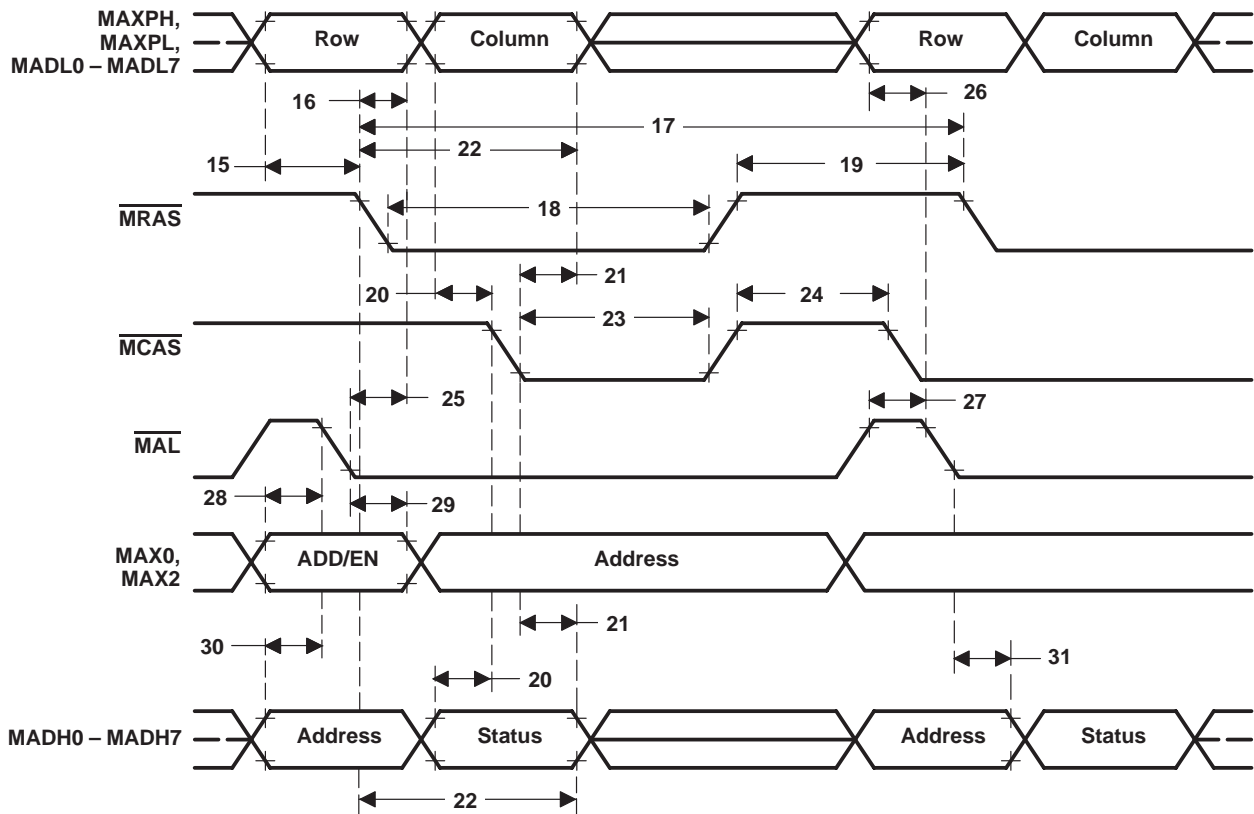 MAXPH,
MAXPL,
MADL0 – MADL7
Row
Column
Row
Column
16
26
17
15
22
19
MRAS
18
21
20
24
23
MCAS
25
27
MAL
28
29
MAX0,
MAX2
ADD/EN
Address
30
21
31
20
MADH0 – MADH7
Address
Status
Address
Status
22